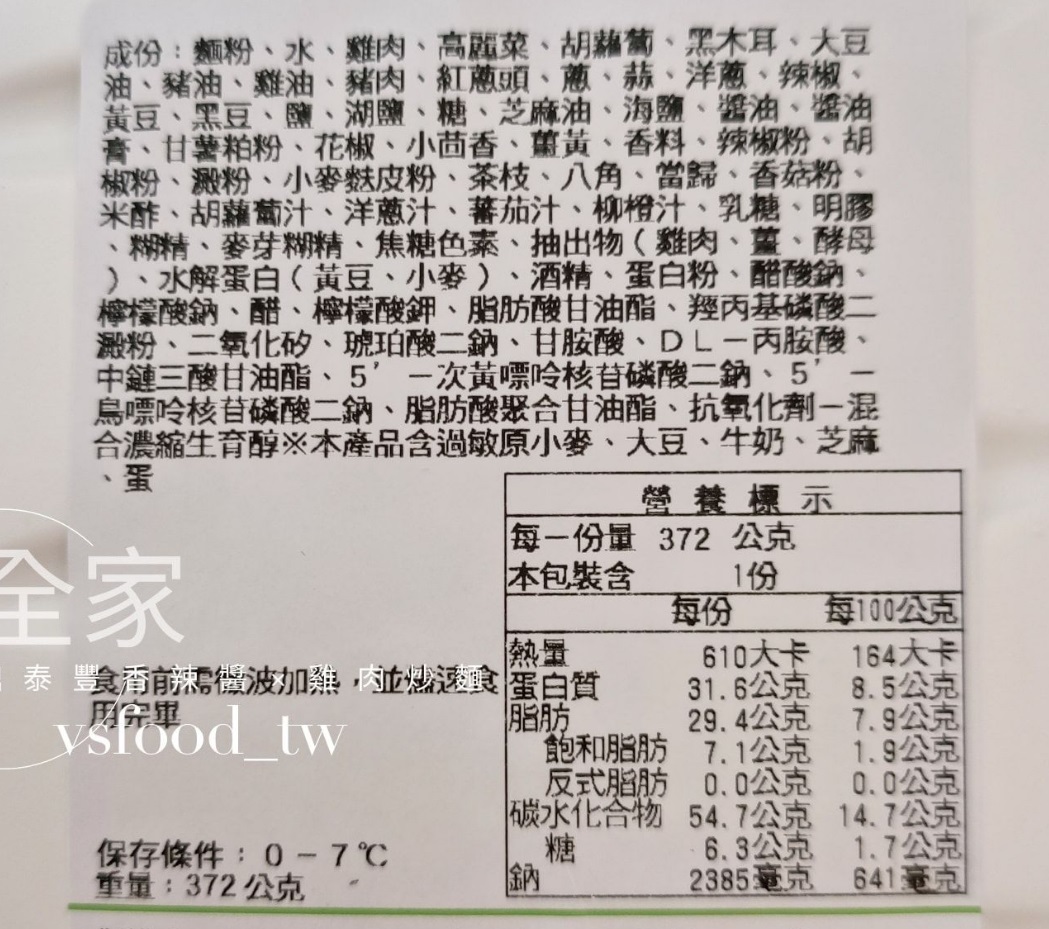 成份：麵粉、水、雞肉、高麗菜、胡蘿蔔、黑木耳、大豆
油、豬油、雞油、豬肉、紅蔥頭、蔥、蒜、洋蔥、辣椒、
黃豆、黑豆、鹽、湖鹽、糖、芝麻油、海鹽、醬油、醬油
膏、甘薯粕粉、花椒、小茴香、薑黃、香料、辣椒粉、胡
椒粉、澱粉、小麥麩皮粉、茶枝、八角、當歸、香菇粉、
米酢、胡蘿蔔汁、洋蔥汁、蕃茄汁、柳橙汁、乳糖、明膠
、糊精、麥芽糊精、焦糖色素、抽出物（雞肉、薑、酵母
）、水解蛋白（黃豆、小麥）、酒精、蛋白粉、醋酸鈉、
檸檬酸鈉、醋、檸檬酸鉀、脂肪酸甘油酯、羥丙基磷酸二
澱粉、二氧化矽、琥珀酸二鈉、甘胺酸、ＤＬ－丙胺酸、
中鏈三酸甘油酯、５’－次黃嘌呤核苷磷酸二鈉、５’－
鳥嘌呤核苷磷酸二鈉、脂肪酸聚合甘油酯、抗氧化劑－混
合濃縮生育醇※本產品含過敏原小麥、大豆、牛奶、芝麻
、蛋
營養標示
每一份量 372 公克
本包裝含 1份
每份 每100公克
熱量 610大卡 164大卡
蛋白質 31.6公克 8.5公克
脂肪 29.4公克 7.9公克
飽和脂肪 7.1公克 1.9公克
反式脂肪 0.0公克 0.0公克
碳水化合物 54.7公克 14.7公克
糖 6.3公克 1.7公克
鈉 2385毫克 641毫克
全家
泰豐香辣醬×雞肉炒麵
食前需微波加熱，並儘速食
用完畢
ysfood_tw
保存條件：0－7℃
重量：372公克